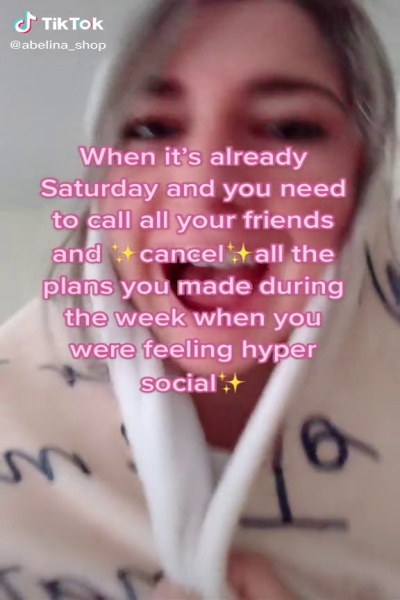 TikTok
@abelina_shop
When it's already
Saturday and you need
to call all your friends
and ✨cancel✨all the
plans you made during
the week when you
were feeling hyper
social✨